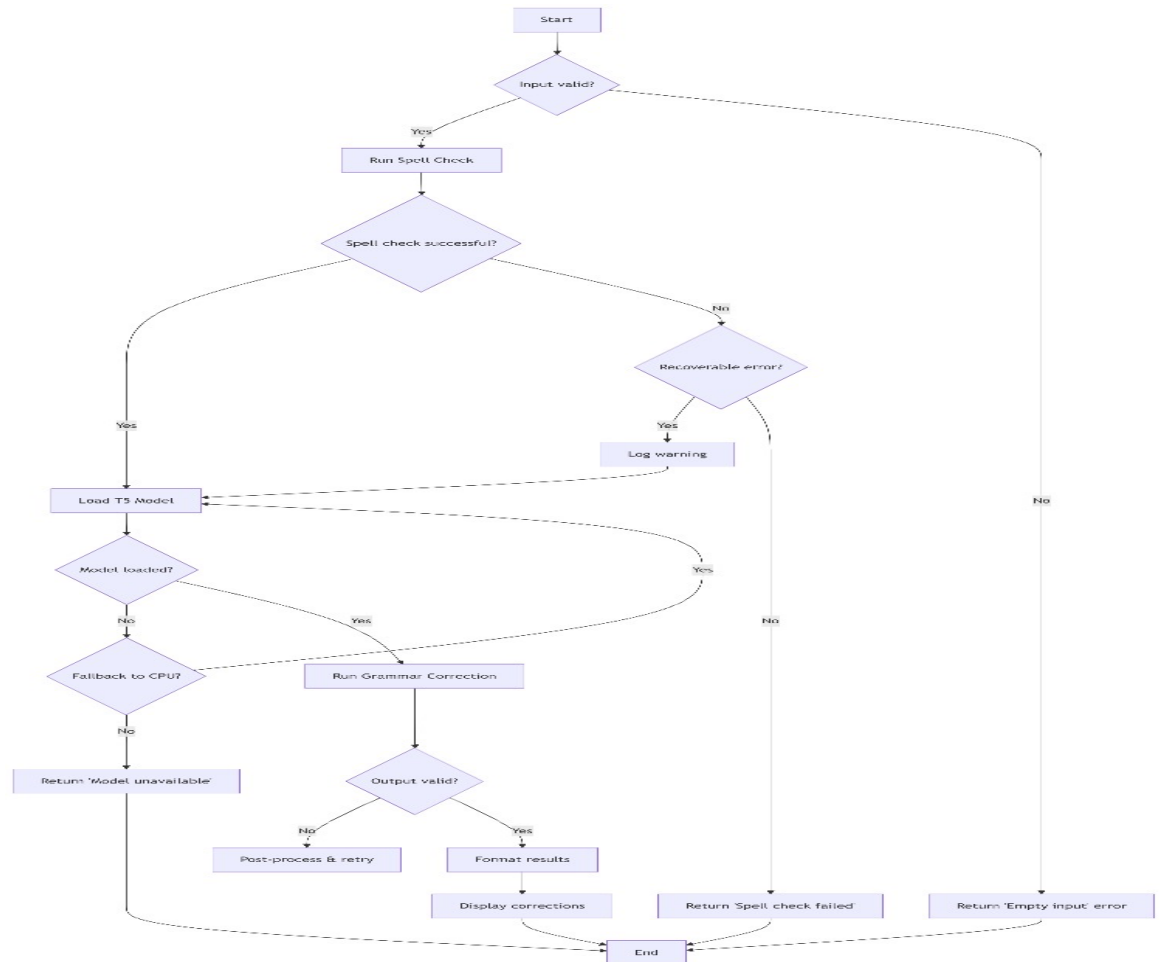 Start
Input valid?
Yes
Run Spell Check
Spell check successful?
No
Recoverable error?
Yes
Yes
Log warning
Load T5 Model
No
Model loaded?
Yes
No
Yes
No
Fallback to CPU?
Run Grammar Correction
No
Return 'Model unavailable'
Output valid?
No
Yes
Post-process & retry
Format results
Display corrections
Return 'Spell check failed'
Return 'Empty input' error
End